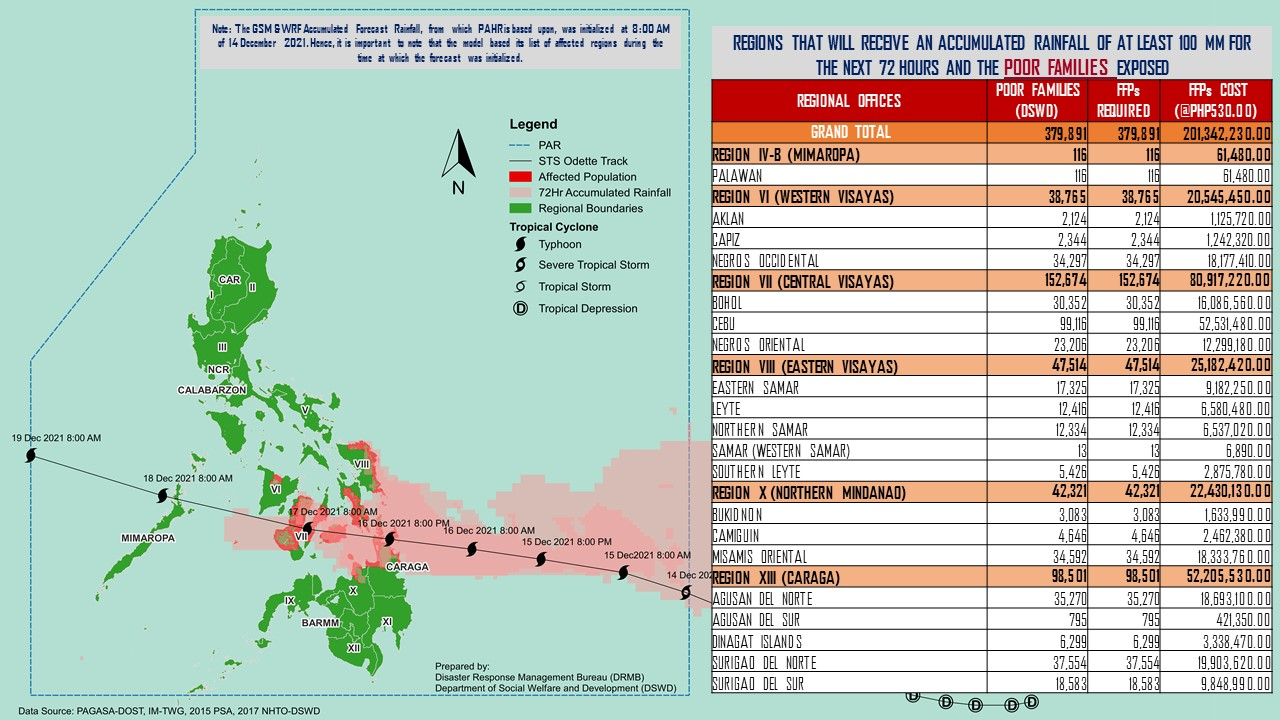 Note: The GSM & WRF Accumulated Forecast Rainfall, from which PAHR is based upon, was initialized at 8:00 AM
of 14 December 2021. Hence, it is important to note that the model based its list of affected regions during the
time at which the forecast was initialized.
Legend
PAR
STS Odette Track
Affected Population
72Hr Accumulated Rainfall
Regional Boundaries
Tropical Cyclone
Typhoon
Severe Tropical Storm
Tropical Storm
D Tropical Depression
N
CAR
I
II
III
NCR
CALABARZON
V
VIII
VI
VII
MIMAROPA
CARAGA
X
IX
BARMM
XI
XII
19 Dec 2021 8:00 AM
18 Dec 2021 8:00 AM
17 Dec 2021 8:00 AM
16 Dec 2021 8:00 PM
16 Dec 2021 8:00 AM
15 Dec 2021 8:00 PM
15 Dec2021 8:00 AM
14 Dec 202
Prepared by:
Disaster Response Management Bureau (DRMB)
Department of Social Welfare and Development (DSWD)
Data Source: PAGASA-DOST, IM-TWG, 2015 PSA, 2017 NHTO-DSWD
REGIONS THAT WILL RECEIVE AN ACCUMULATED RAINFALL OF AT LEAST 100 MM FOR
THE NEXT 72 HOURS AND THE POOR FAMILIES EXPOSED
REGIONAL OFFICES POOR FAMILIES (DSWD) FFPs REQUIRED FFPs COST (@PHP530.00)
GRAND TOTAL 379,891 379,891 201,342,230.00
REGION IV-B (MIMAROPA) 116 116 61,480.00
PALAWAN 116 116 61,480.00
REGION VI (WESTERN VISAYAS) 38,765 38,765 20,545,450.00
AKLAN 2,124 2,124 1,125,720.00
CAPIZ 2,344 2,344 1,242,320.00
NEGROS OCCIDENTAL 34,297 34,297 18,177,410.00
REGION VII (CENTRAL VISAYAS) 152,674 152,674 80,917,220.00
BOHOL 30,352 30,352 16,086,560.00
CEBU 99,116 99,116 52,531,480.00
NEGROS ORIENTAL 23,206 23,206 12,299,180.00
REGION VIII (EASTERN VISAYAS) 47,514 47,514 25,182,420.00
EASTERN SAMAR 17,325 17,325 9,182,250.00
LEYTE 12,416 12,416 6,580,480.00
NORTHERN SAMAR 12,334 12,334 6,537,020.00
SAMAR (WESTERN SAMAR) 13 13 6,890.00
SOUTHERN LEYTE 5,426 5,426 2,875,780.00
REGION X (NORTHERN MINDANAO) 42,321 42,321 22,430,130.00
BUKIDNON 3,083 3,083 1,633,990.00
CAMIGUIN 4,646 4,646 2,462,380.00
MISAMIS ORIENTAL 34,592 34,592 18,333,760.00
REGION XIII (CARAGA) 98,501 98,501 52,205,530.00
AGUSAN DEL NORTE 35,270 35,270 18,693,100.00
AGUSAN DEL SUR 795 795 421,350.00
DINAGAT ISLANDS 6,299 6,299 3,338,470.00
SURIGAO DEL NORTE 37,554 37,554 19,903,620.00
SURIGAO DEL SUR 18,583 18,583 9,848,990.00
D D D D D